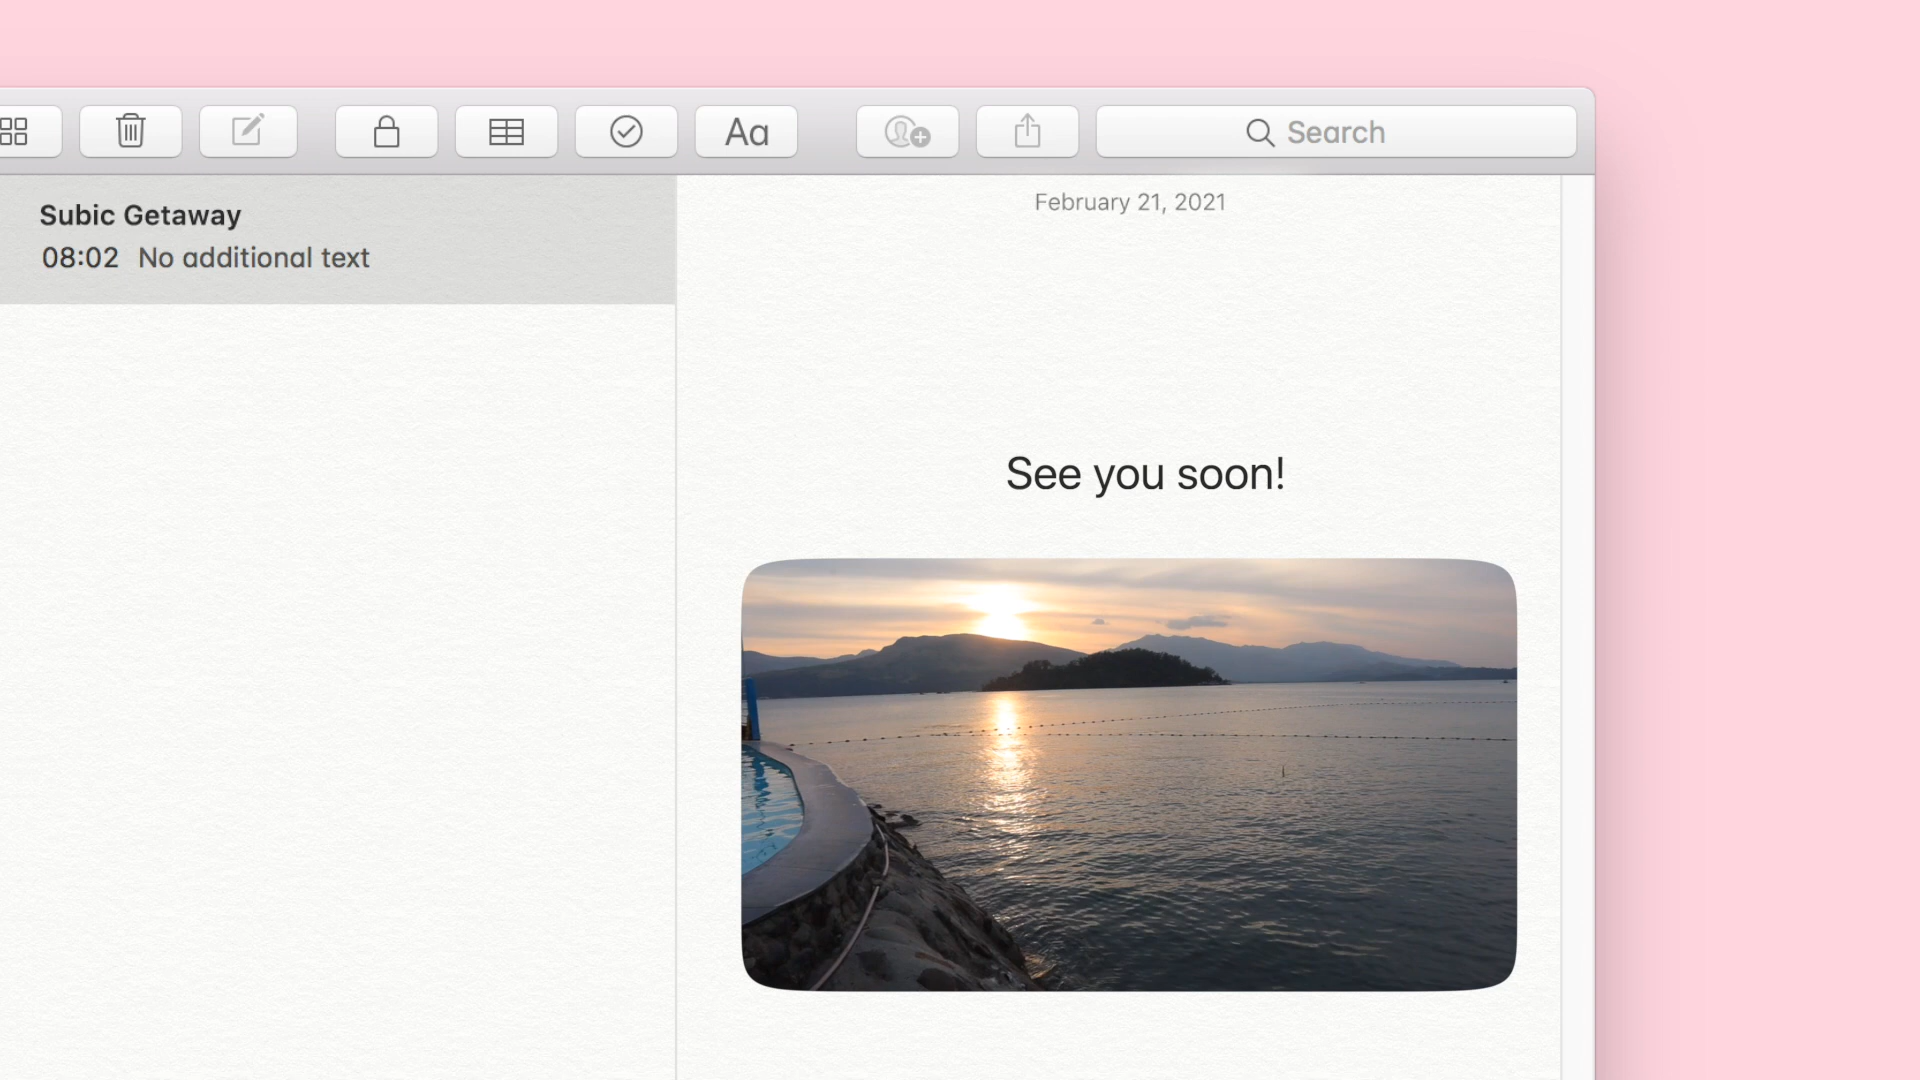 Aa
Search
Subic Getaway
08:02 No additional text
February 21, 2021
See you soon!